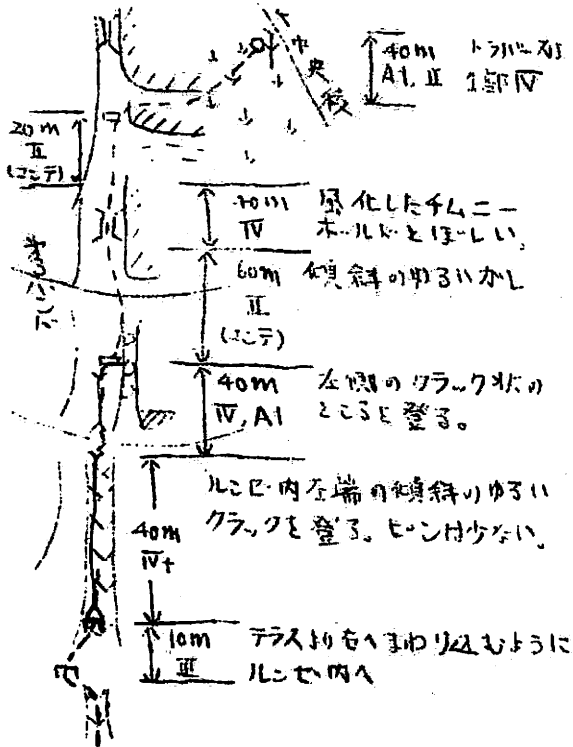 中央稜
40m
A1, II
トラバース
1部IV
20m
II
(コンテ)
40m
IV
風化したチムニー
ホールドとぼしい。
60m
II
(コンテ)
傾斜のゆるいガレ
40m
IV, A1
左側のクラック状の
ところを登る。
ルンゼ内左端の傾斜のゆるい
クラックを登る。ピンは少ない。
40m
IV+
10m
III
テラスより右へまわり込むように
ルンゼ内へ